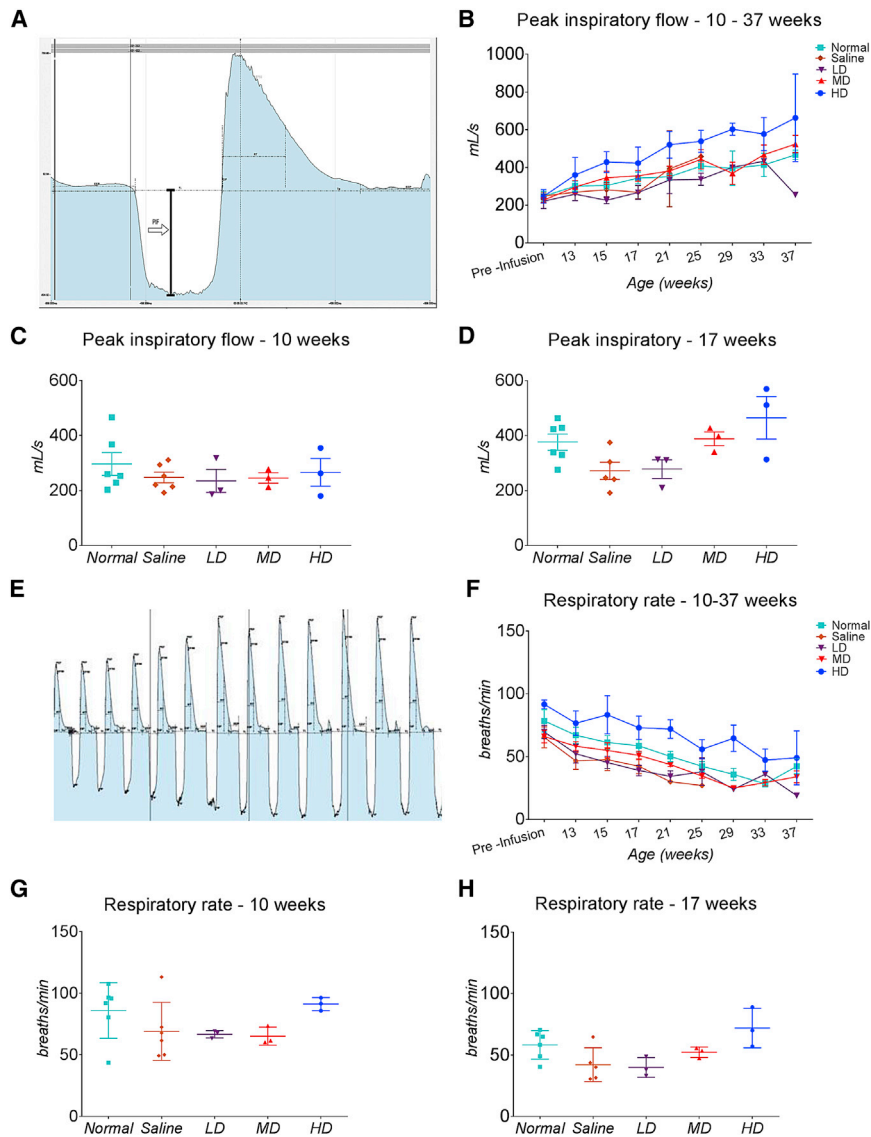 A
PIF
B
Peak inspiratory flow - 10 - 37 weeks
1000
800
600
400
200
0
mL/s
Pre -Infusion
13
15
17
21
25
29
33
37
Age (weeks)
Normal
Saline
LD
MD
HD
C
Peak inspiratory flow - 10 weeks
600
400
200
0
mL/s
Normal Saline LD MD HD
D
Peak inspiratory - 17 weeks
600
400
200
0
mL/s
Normal Saline LD MD HD
E
F
Respiratory rate - 10-37 weeks
150
100
50
0
breaths/min
Pre -Infusion
13
15
17
21
25
29
33
37
Age (weeks)
Normal
Saline
LD
MD
HD
G
Respiratory rate - 10 weeks
150
100
50
0
breaths/min
Normal Saline LD MD HD
H
Respiratory rate - 17 weeks
150
100
50
0
breaths/min
Normal Saline LD MD HD